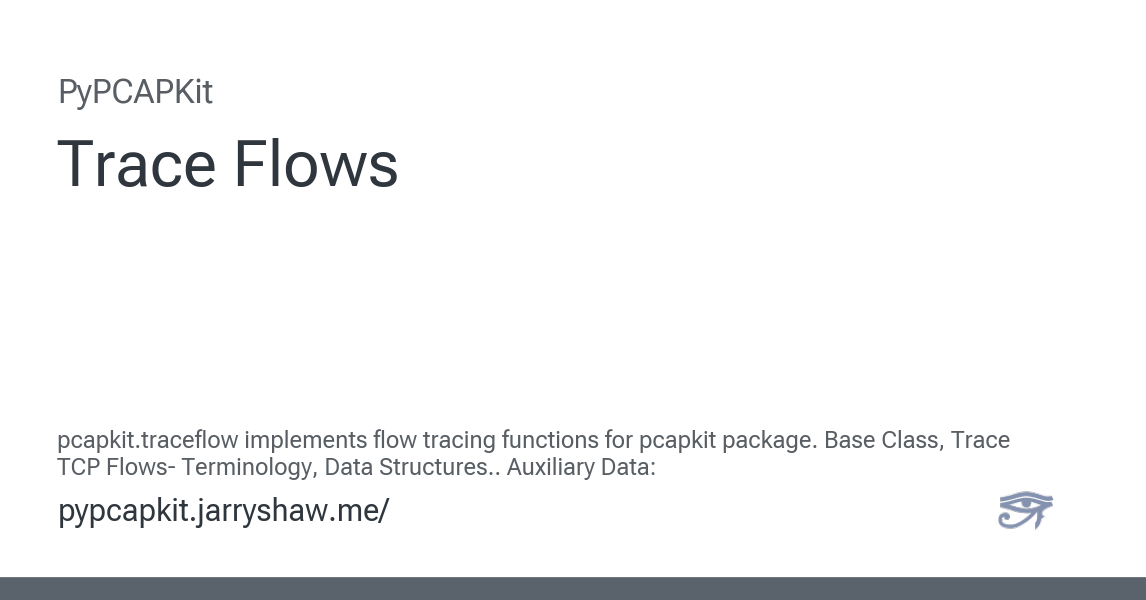 PyPCAPKit
Trace Flows
pcapkit.traceflow implements flow tracing functions for pcapkit package. Base Class, Trace
TCP Flows- Terminology, Data Structures.. Auxiliary Data:
pypcapkit.jarryshaw.me/